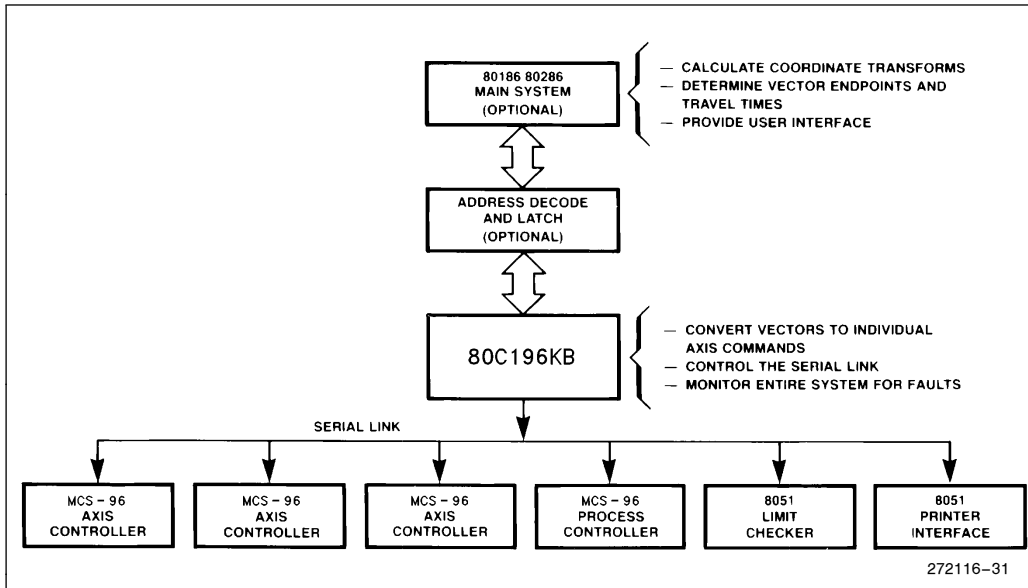 80186 80286
MAIN SYSTEM
(OPTIONAL)
— CALCULATE COORDINATE TRANSFORMS
— DETERMINE VECTOR ENDPOINTS AND
TRAVEL TIMES
— PROVIDE USER INTERFACE
ADDRESS DECODE
AND LATCH
(OPTIONAL)
80C196KB
— CONVERT VECTORS TO INDIVIDUAL
AXIS COMMANDS
— CONTROL THE SERIAL LINK
— MONITOR ENTIRE SYSTEM FOR FAULTS
SERIAL LINK
MCS-96
AXIS
CONTROLLER
MCS-96
AXIS
CONTROLLER
MCS-96
AXIS
CONTROLLER
MCS-96
PROCESS
CONTROLLER
8051
LIMIT
CHECKER
8051
PRINTER
INTERFACE
272116-31